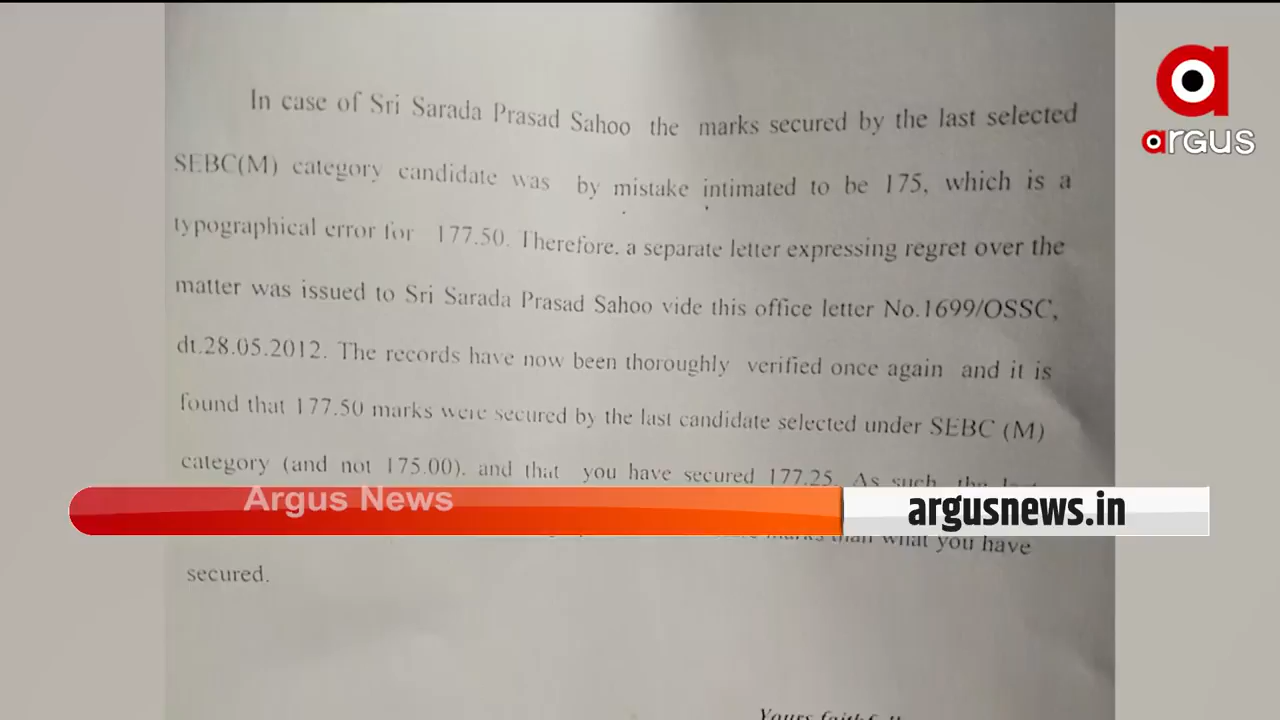 In case of Sri Sarada Prasad Sahoo the marks secured by the last selected
SEBC(M) category candidate was by mistake intimated to be 175, which is a
typographical error for 177.50. Therefore, a separate letter expressing regret over the
matter was issued to Sri Sarada Prasad Sahoo vide this office letter No.1699/OSSC,
dt.28.05.2012. The records have now been thoroughly verified once again and it is
found that 177.50 marks were secured by the last candidate selected under SEBC (M)
category (and not 175.00), and that you have secured 177.25. As such, the
marks than what you have
secured.
argus
Argus News
argusnews.in